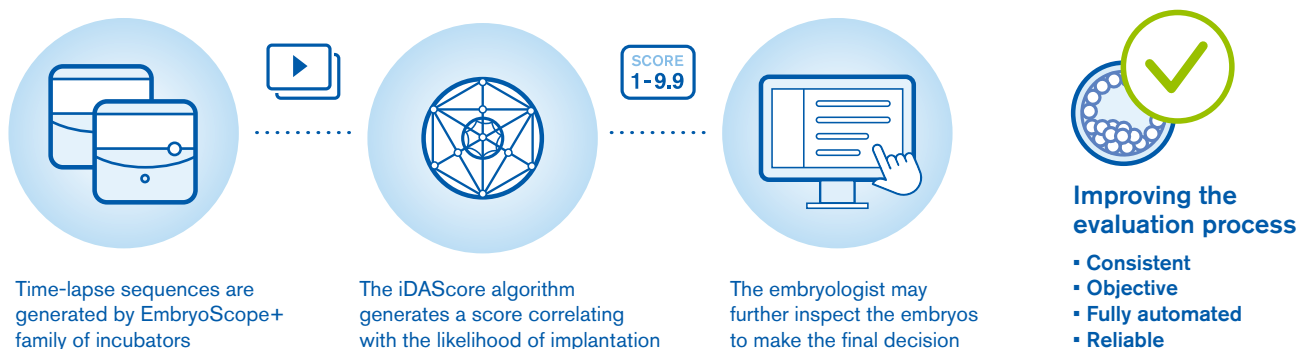 SCORE
1-9.9
Time-lapse sequences are
generated by EmbryoScope+
family of incubators
The iDAScore algorithm
generates a score correlating
with the likelihood of implantation
The embryologist may
further inspect the embryos
to make the final decision
Improving the
evaluation process
▪ Consistent
▪ Objective
▪ Fully automated
▪ Reliable